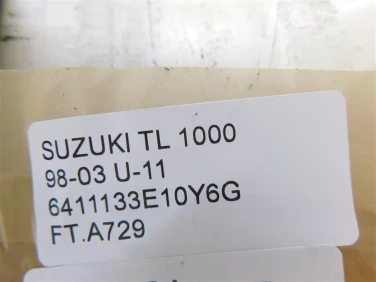 SUZUKI TL 1000
98-03 U-11
6411133E10Y6G
FT.A729